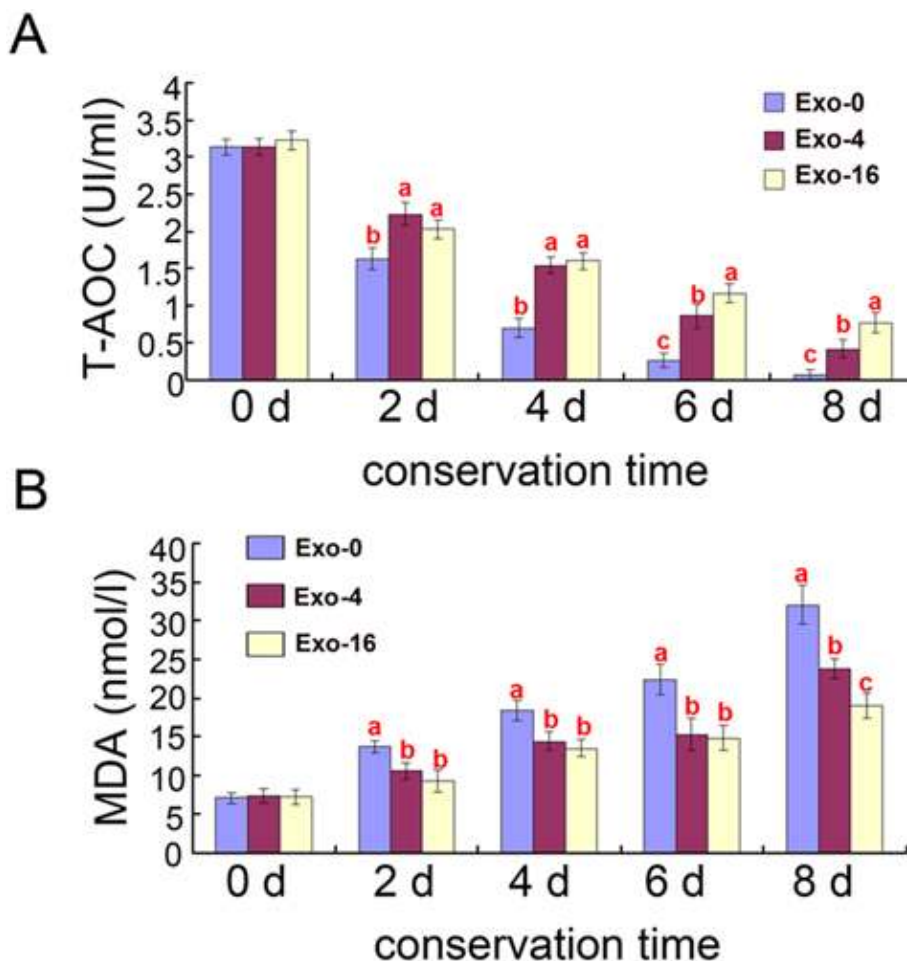 A
T-AOC (UI/ml)
4
3.5
3
2.5
2
1.5
1
0.5
0
Exo-0
Exo-4
Exo-16
b a a
b a a
c b a
c b a
0 d 2 d 4 d 6 d 8 d
conservation time
B
MDA (nmol/l)
40
35
30
25
20
15
10
5
0
Exo-0
Exo-4
Exo-16
a b b
a b b
a b b
a b c
0 d 2 d 4 d 6 d 8 d
conservation time